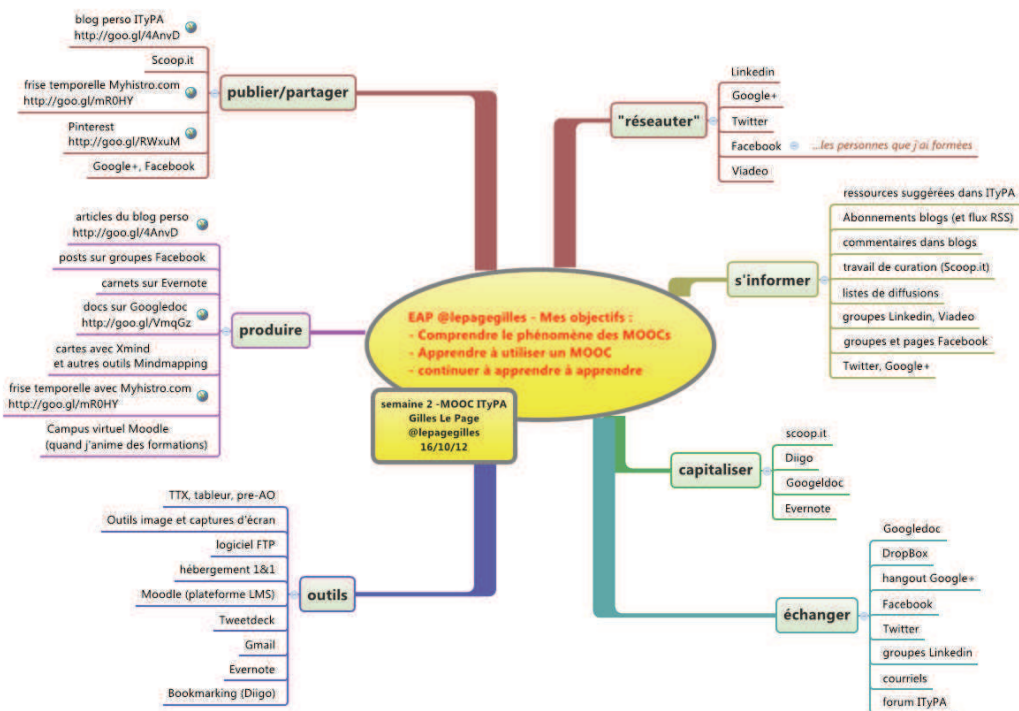 EAP @lepagegilles - Mes objectifs :
- Comprendre le phénomène des MOOCs
- Apprendre à utiliser un MOOC
- continuer à apprendre à apprendre
semaine 2 -MOOC ITyPA
Gilles Le Page
@lepagegilles
16/10/12
publier/partager
blog perso ITyPA
http://goo.gl/4AnvD
Scoop.it
frise temporelle Myhistro.com
http://goo.gl/mR0HY
Pinterest
http://goo.gl/RWxuM
Google+, Facebook
produire
articles du blog perso
http://goo.gl/4AnvD
posts sur groupes Facebook
carnets sur Evernote
docs sur Googledoc
http://goo.gl/VmqGz
cartes avec Xmind
et autres outils Mindmapping
frise temporelle avec Myhistro.com
http://goo.gl/mR0HY
Campus virtuel Moodle
(quand j'anime des formations)
outils
TTX, tableur, pre-AO
Outils image et captures d'écran
logiciel FTP
hébergement 1&1
Moodle (plateforme LMS)
Tweetdeck
Gmail
Evernote
Bookmarking (Diigo)
"réseauter"
Linkedin
Google+
Twitter
Facebook
...les personnes que j'ai formées
Viadeo
s'informer
ressources suggérées dans ITyPA
Abonnements blogs (et flux RSS)
commentaires dans blogs
travail de curation (Scoop.it)
listes de diffusions
groupes Linkedin, Viadeo
groupes et pages Facebook
Twitter, Google+
capitaliser
scoop.it
Diigo
Googeldoc
Evernote
échanger
Googledoc
DropBox
hangout Google+
Facebook
Twitter
groupes Linkedin
courriels
forum ITyPA